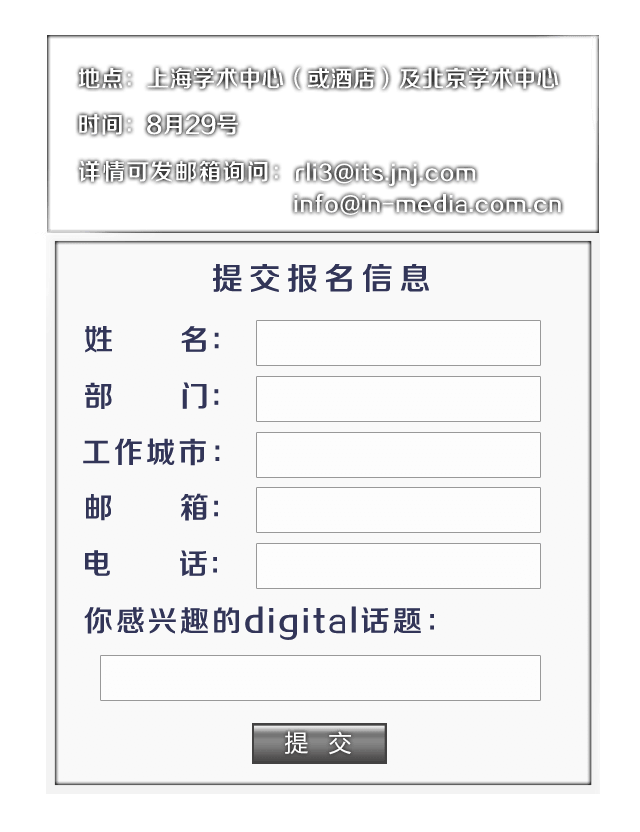 地点：上海学术中心（或酒店）及北京学术中心
时间：8月29号
详情可发邮箱询问：rli3@its.jnj.com
info@in-media.com.cn
提交报名信息
姓名：
部门：
工作城市：
邮箱：
电话：
你感兴趣的digital话题：
提交